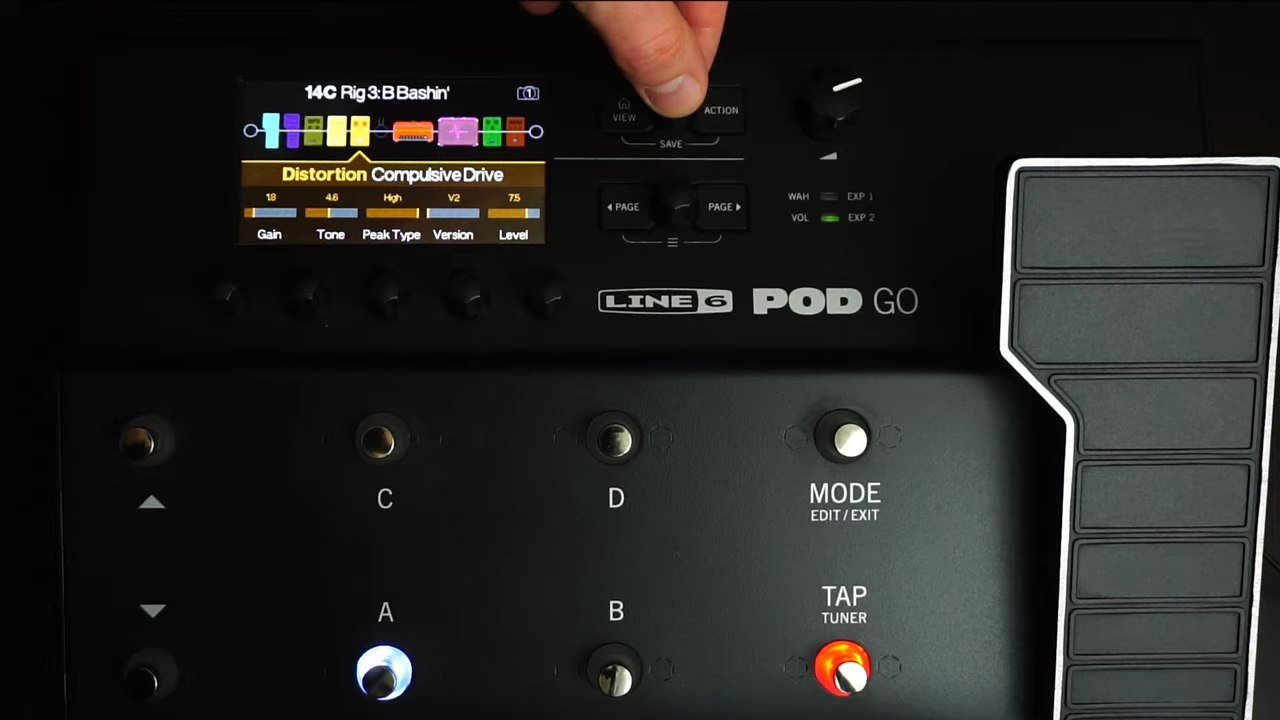 14C Rig 3: B Bashin'
1
Distortion Compulsive Drive
1.8 4.6 High V2 7.5
Gain Tone Peak Type Version Level
VIEW
ACTION
SAVE
PAGE
PAGE
WAH EXP 1
VOL EXP 2
LINE 6 POD GO
C
D
MODE
EDIT / EXIT
A
B
TAP
TUNER